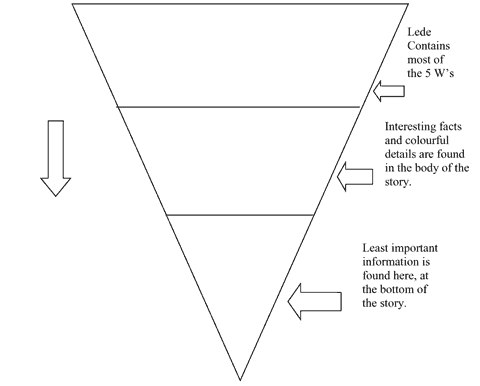 Lede
Contains
most of
the 5 W's
Interesting facts
and colourful
details are found
in the body of the
story.
Least important
information is
found here, at
the bottom of
the story.